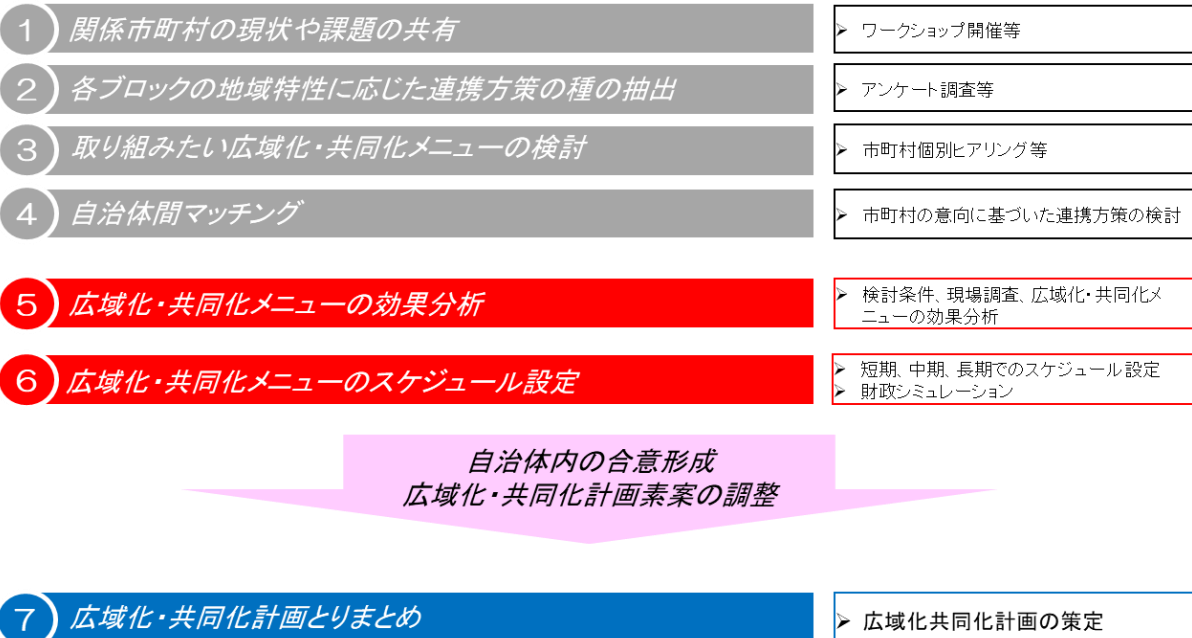 1 関係市町村の現状や課題の共有
➢ ワークショップ開催等
2 各ブロックの地域特性に応じた連携方策の種の抽出
➢ アンケート調査等
3 取り組みたい広域化・共同化メニューの検討
➢ 市町村個別ヒアリング等
4 自治体間マッチング
➢ 市町村の意向に基づいた連携方策の検討
5 広域化・共同化メニューの効果分析
➢ 検討条件、現場調査、広域化・共同化メ
ニューの効果分析
6 広域化・共同化メニューのスケジュール設定
➢ 短期、中期、長期でのスケジュール設定
➢ 財政シミュレーション
自治体内の合意形成
広域化・共同化計画素案の調整
7 広域化・共同化計画とりまとめ
➢ 広域化共同化計画の策定